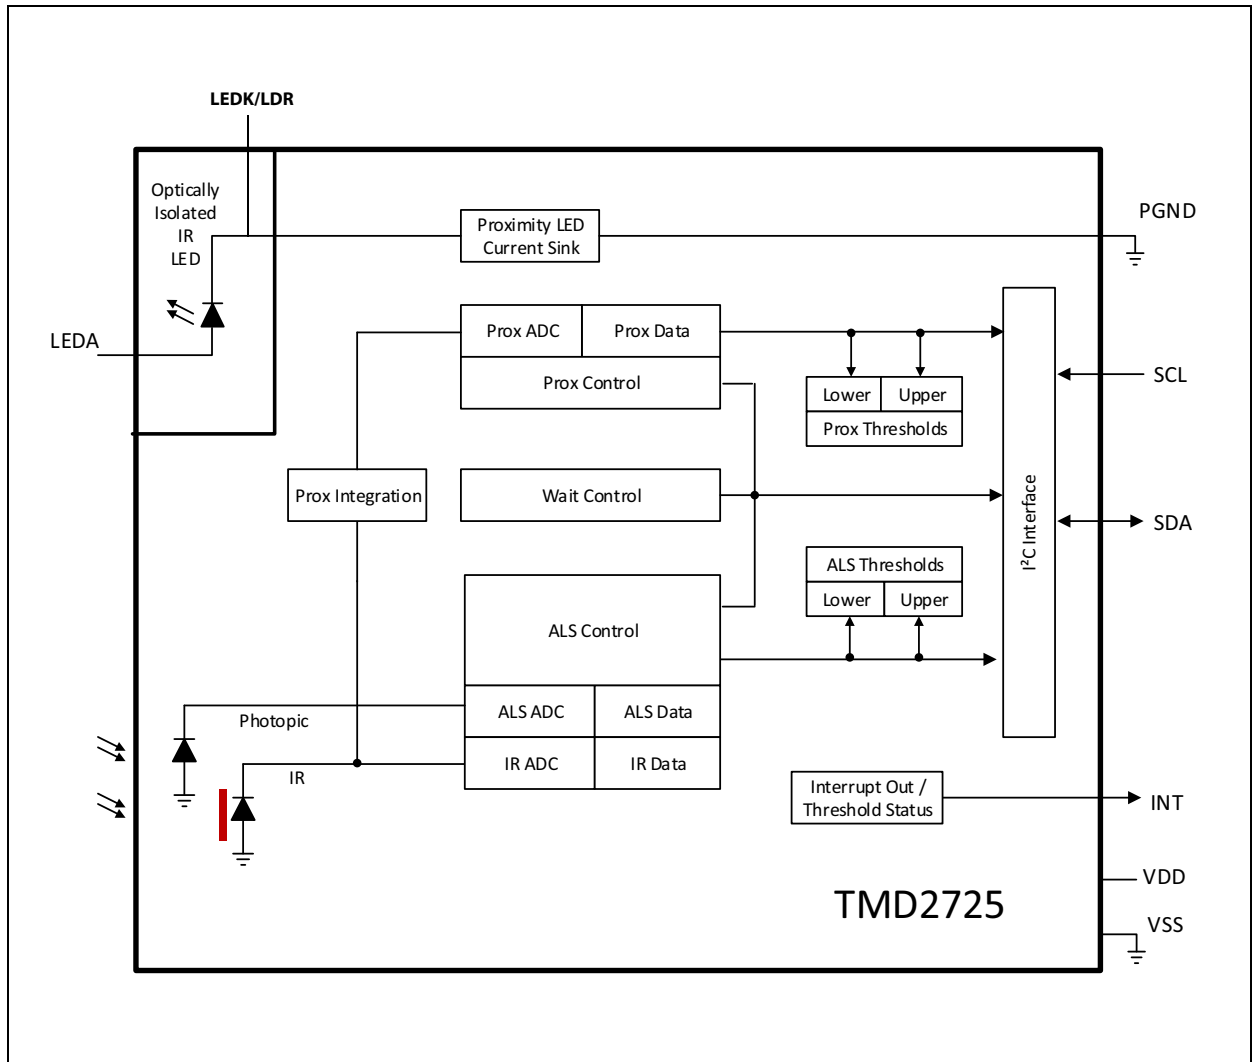 LEDK/LDR
Optically
Isolated
IR
LED
Proximity LED
Current Sink
PGND
LEDA
Prox ADC
Prox Data
Prox Control
Lower
Upper
Prox Thresholds
SCL
Prox Integration
Wait Control
I²C Interface
SDA
ALS Thresholds
Lower
Upper
ALS Control
Photopic
ALS ADC
ALS Data
IR
IR ADC
IR Data
Interrupt Out /
Threshold Status
INT
VDD
TMD2725
VSS